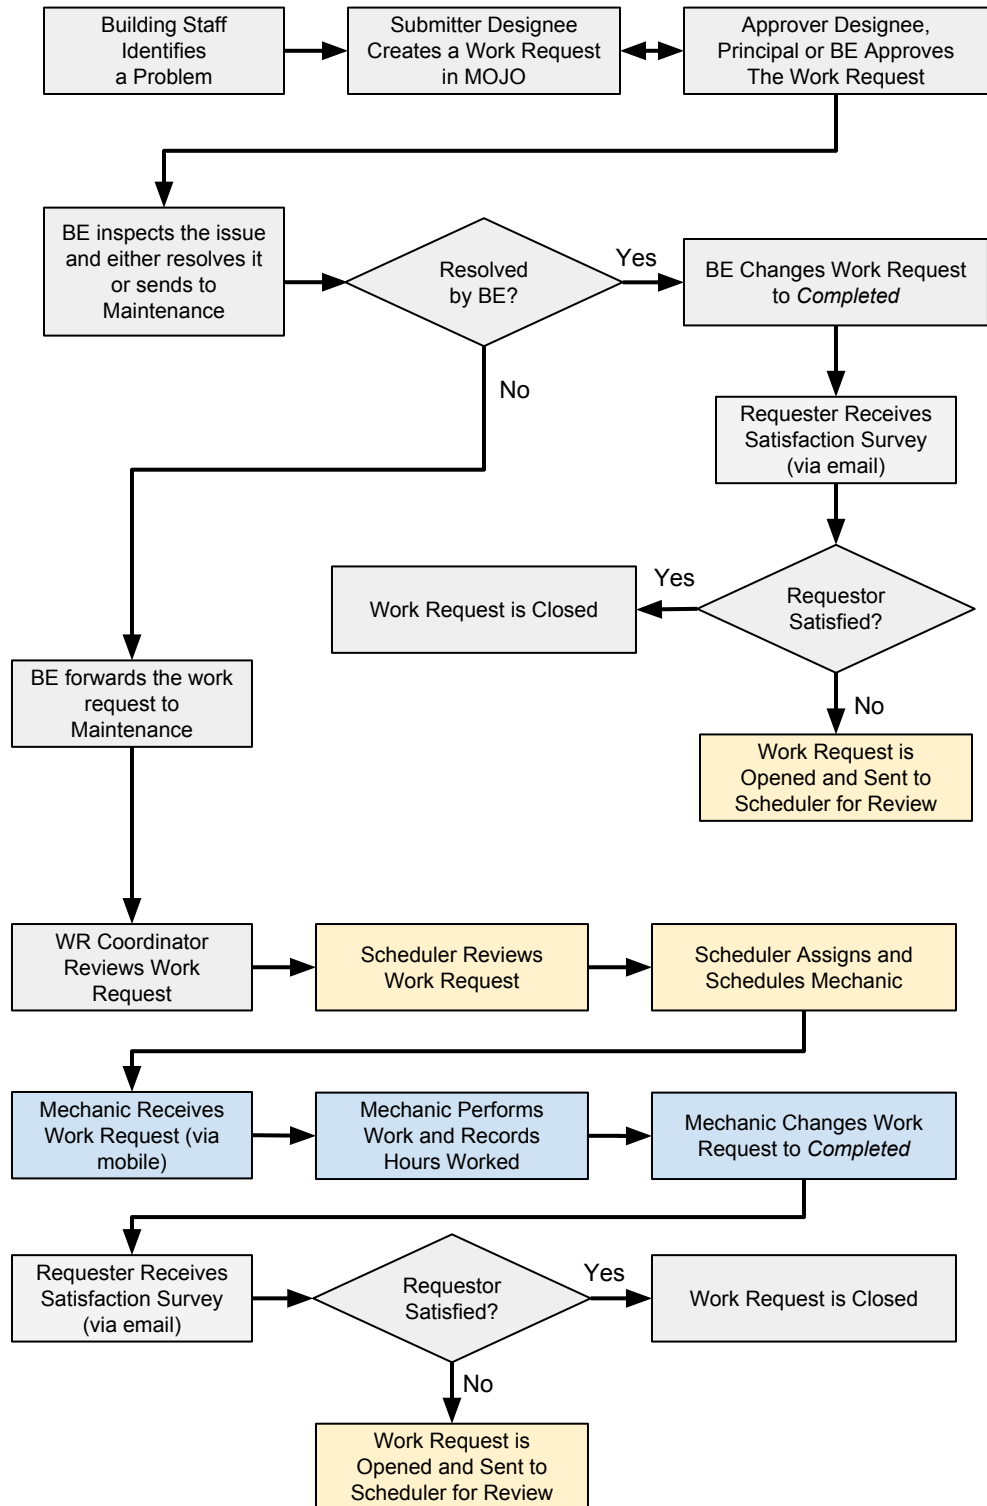 Building Staff
Identifies
a Problem
Submitter Designee
Creates a Work Request
in MOJO
Approver Designee,
Principal or BE Approves
The Work Request
BE inspects the issue
and either resolves it
or sends to
Maintenance
Resolved
by BE?
Yes
BE Changes Work Request
to Completed
No
Requester Receives
Satisfaction Survey
(via email)
Requestor
Satisfied?
Yes
Work Request is Closed
No
Work Request is
Opened and Sent to
Scheduler for Review
BE forwards the work
request to
Maintenance
WR Coordinator
Reviews Work
Request
Scheduler Reviews
Work Request
Scheduler Assigns and
Schedules Mechanic
Mechanic Receives
Work Request (via
mobile)
Mechanic Performs
Work and Records
Hours Worked
Mechanic Changes Work
Request to Completed
Requester Receives
Satisfaction Survey
(via email)
Requestor
Satisfied?
Yes
Work Request is Closed
No
Work Request is
Opened and Sent to
Scheduler for Review